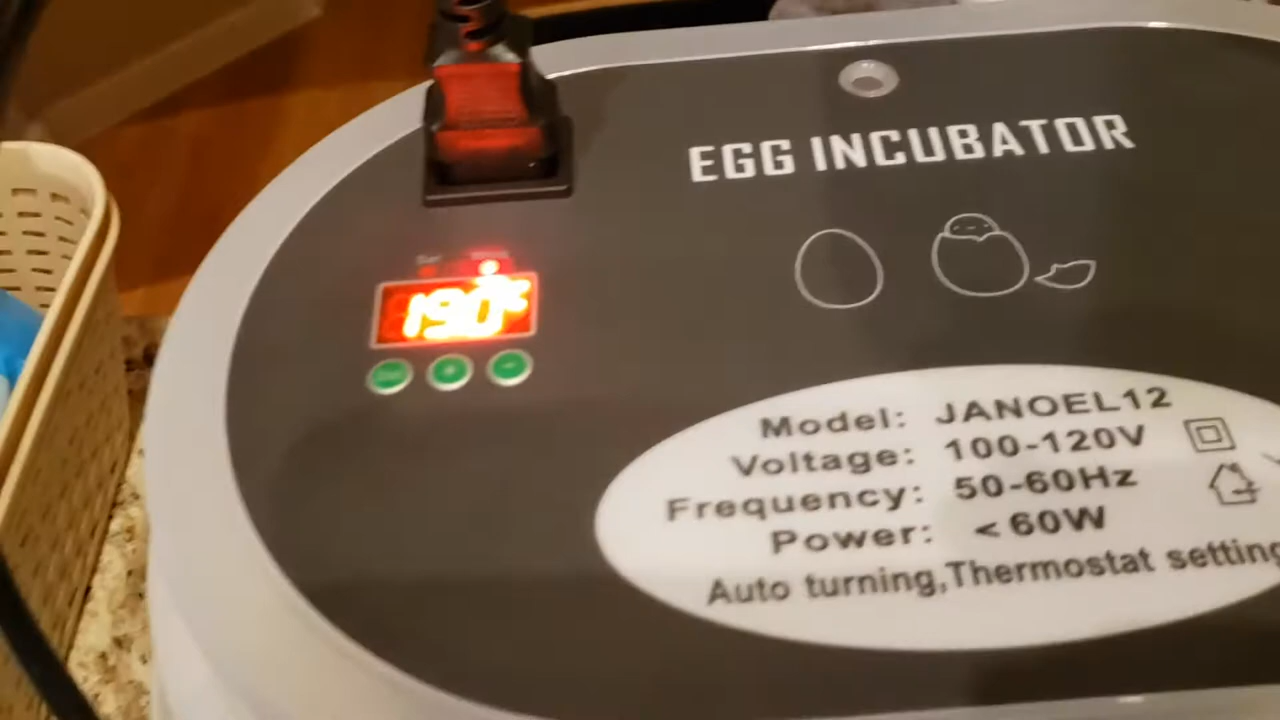 EGG INCUBATOR
Model: JANOEL12
Voltage: 100-120V
Frequency: 50-60Hz
Power: <60W
Auto turning,Thermostat setting